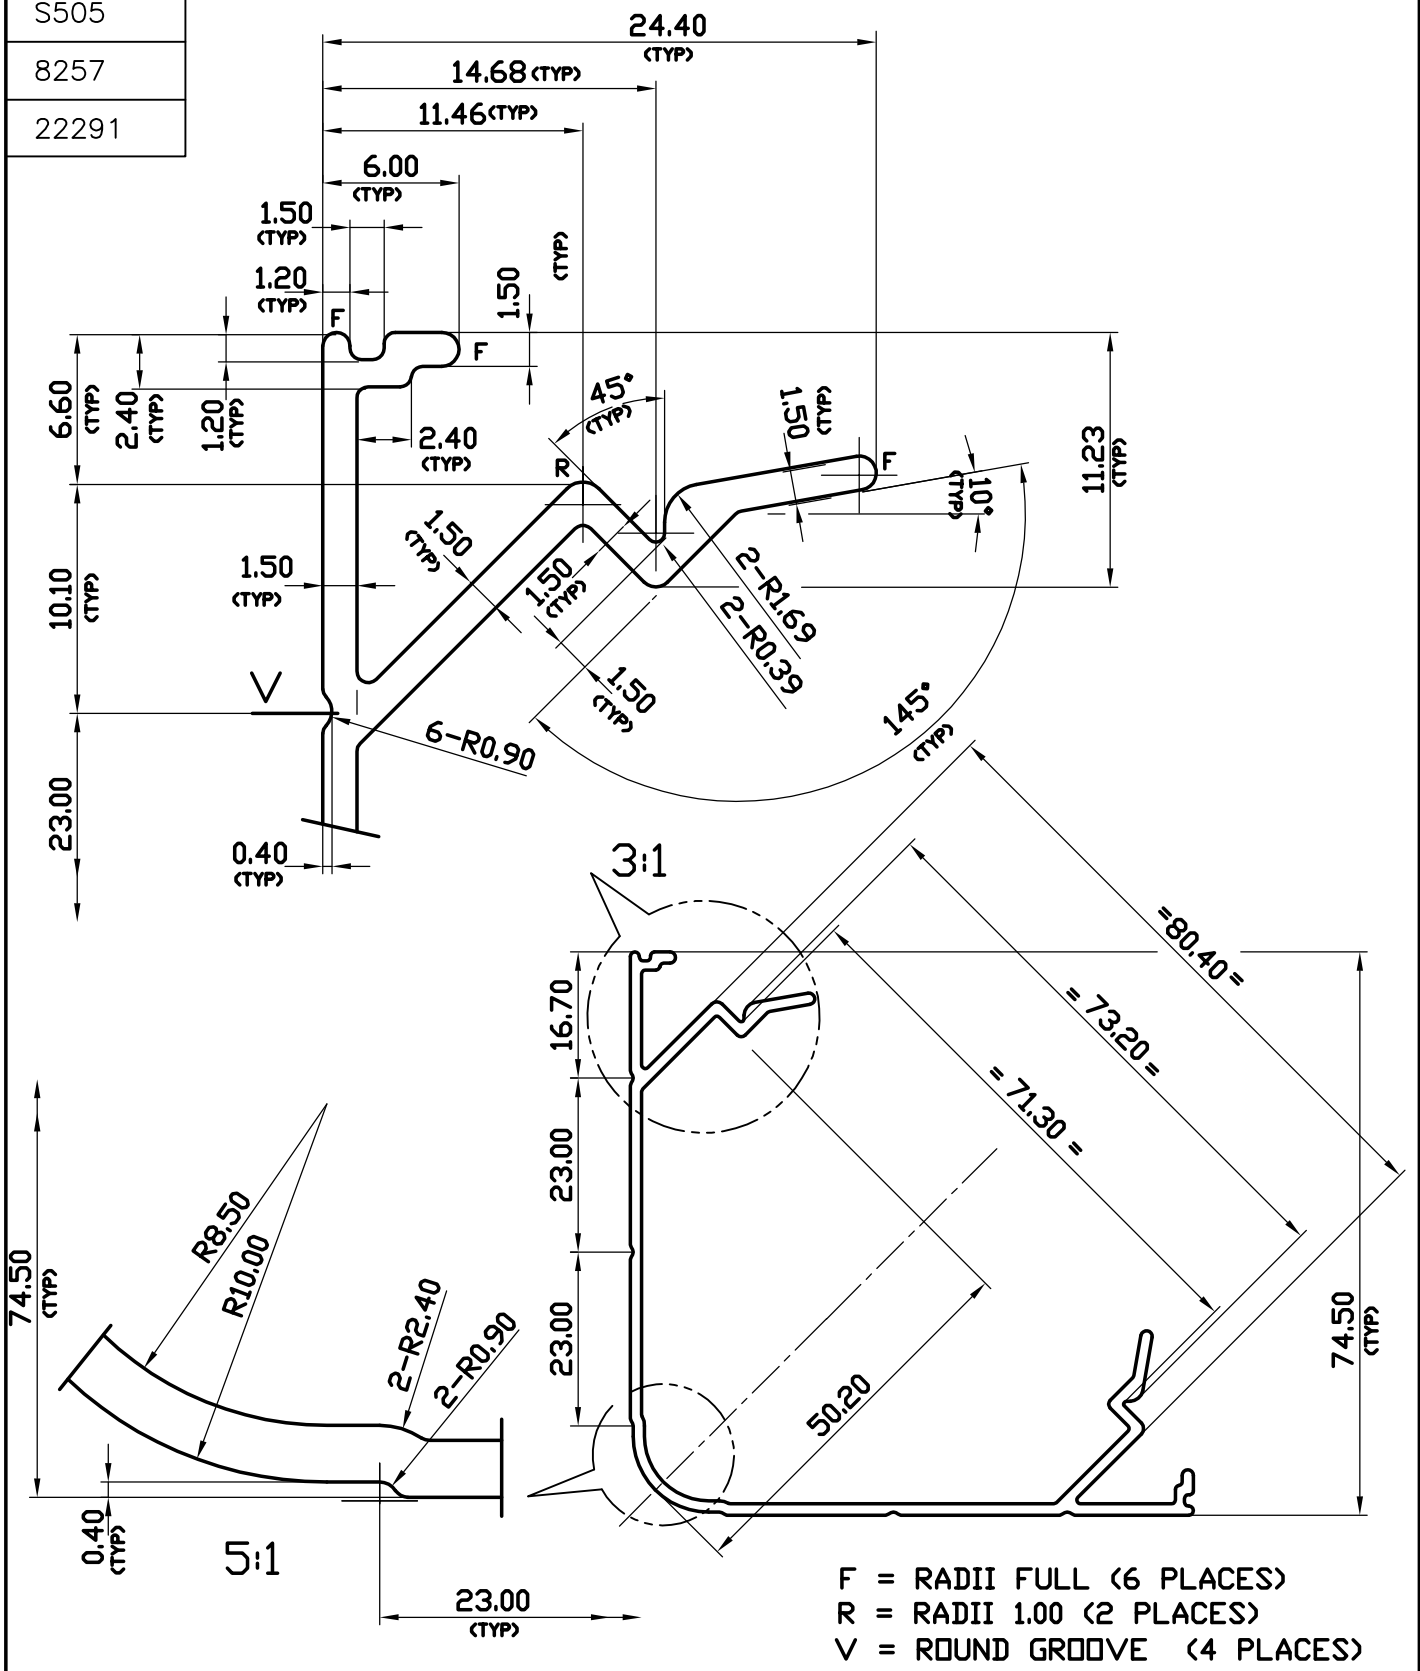 S505
8257
22291
24.40
(TYP)
14.68(TYP)
11.46(TYP)
6.00
(TYP)
1.50
(TYP)
1.20
(TYP)
(TYP)
1.50
F
F
6.60
(TYP)
2.40
(TYP)
1.20
(TYP)
2.40
(TYP)
45°
(TYP)
R
1.50
(TYP)
F
10°
(TYP)
11.23
(TYP)
10.10
(TYP)
1.50
(TYP)
1.50
(TYP)
1.50
(TYP)
1.50
(TYP)
2-R1.69
2-R0.39
145°
(TYP)
V
6-R0.90
23.00
0.40
(TYP)
3:1
=80.40=
= 73.20 =
= 71.30 =
16.70
23.00
23.00
50.20
74.50
(TYP)
74.50
(TYP)
R8.50
R10.00
2-R2.40
2-R0.90
0.40
(TYP)
5:1
23.00
(TYP)
F = RADII FULL (6 PLACES)
R = RADII 1.00 (2 PLACES)
V = ROUND GROOVE (4 PLACES)